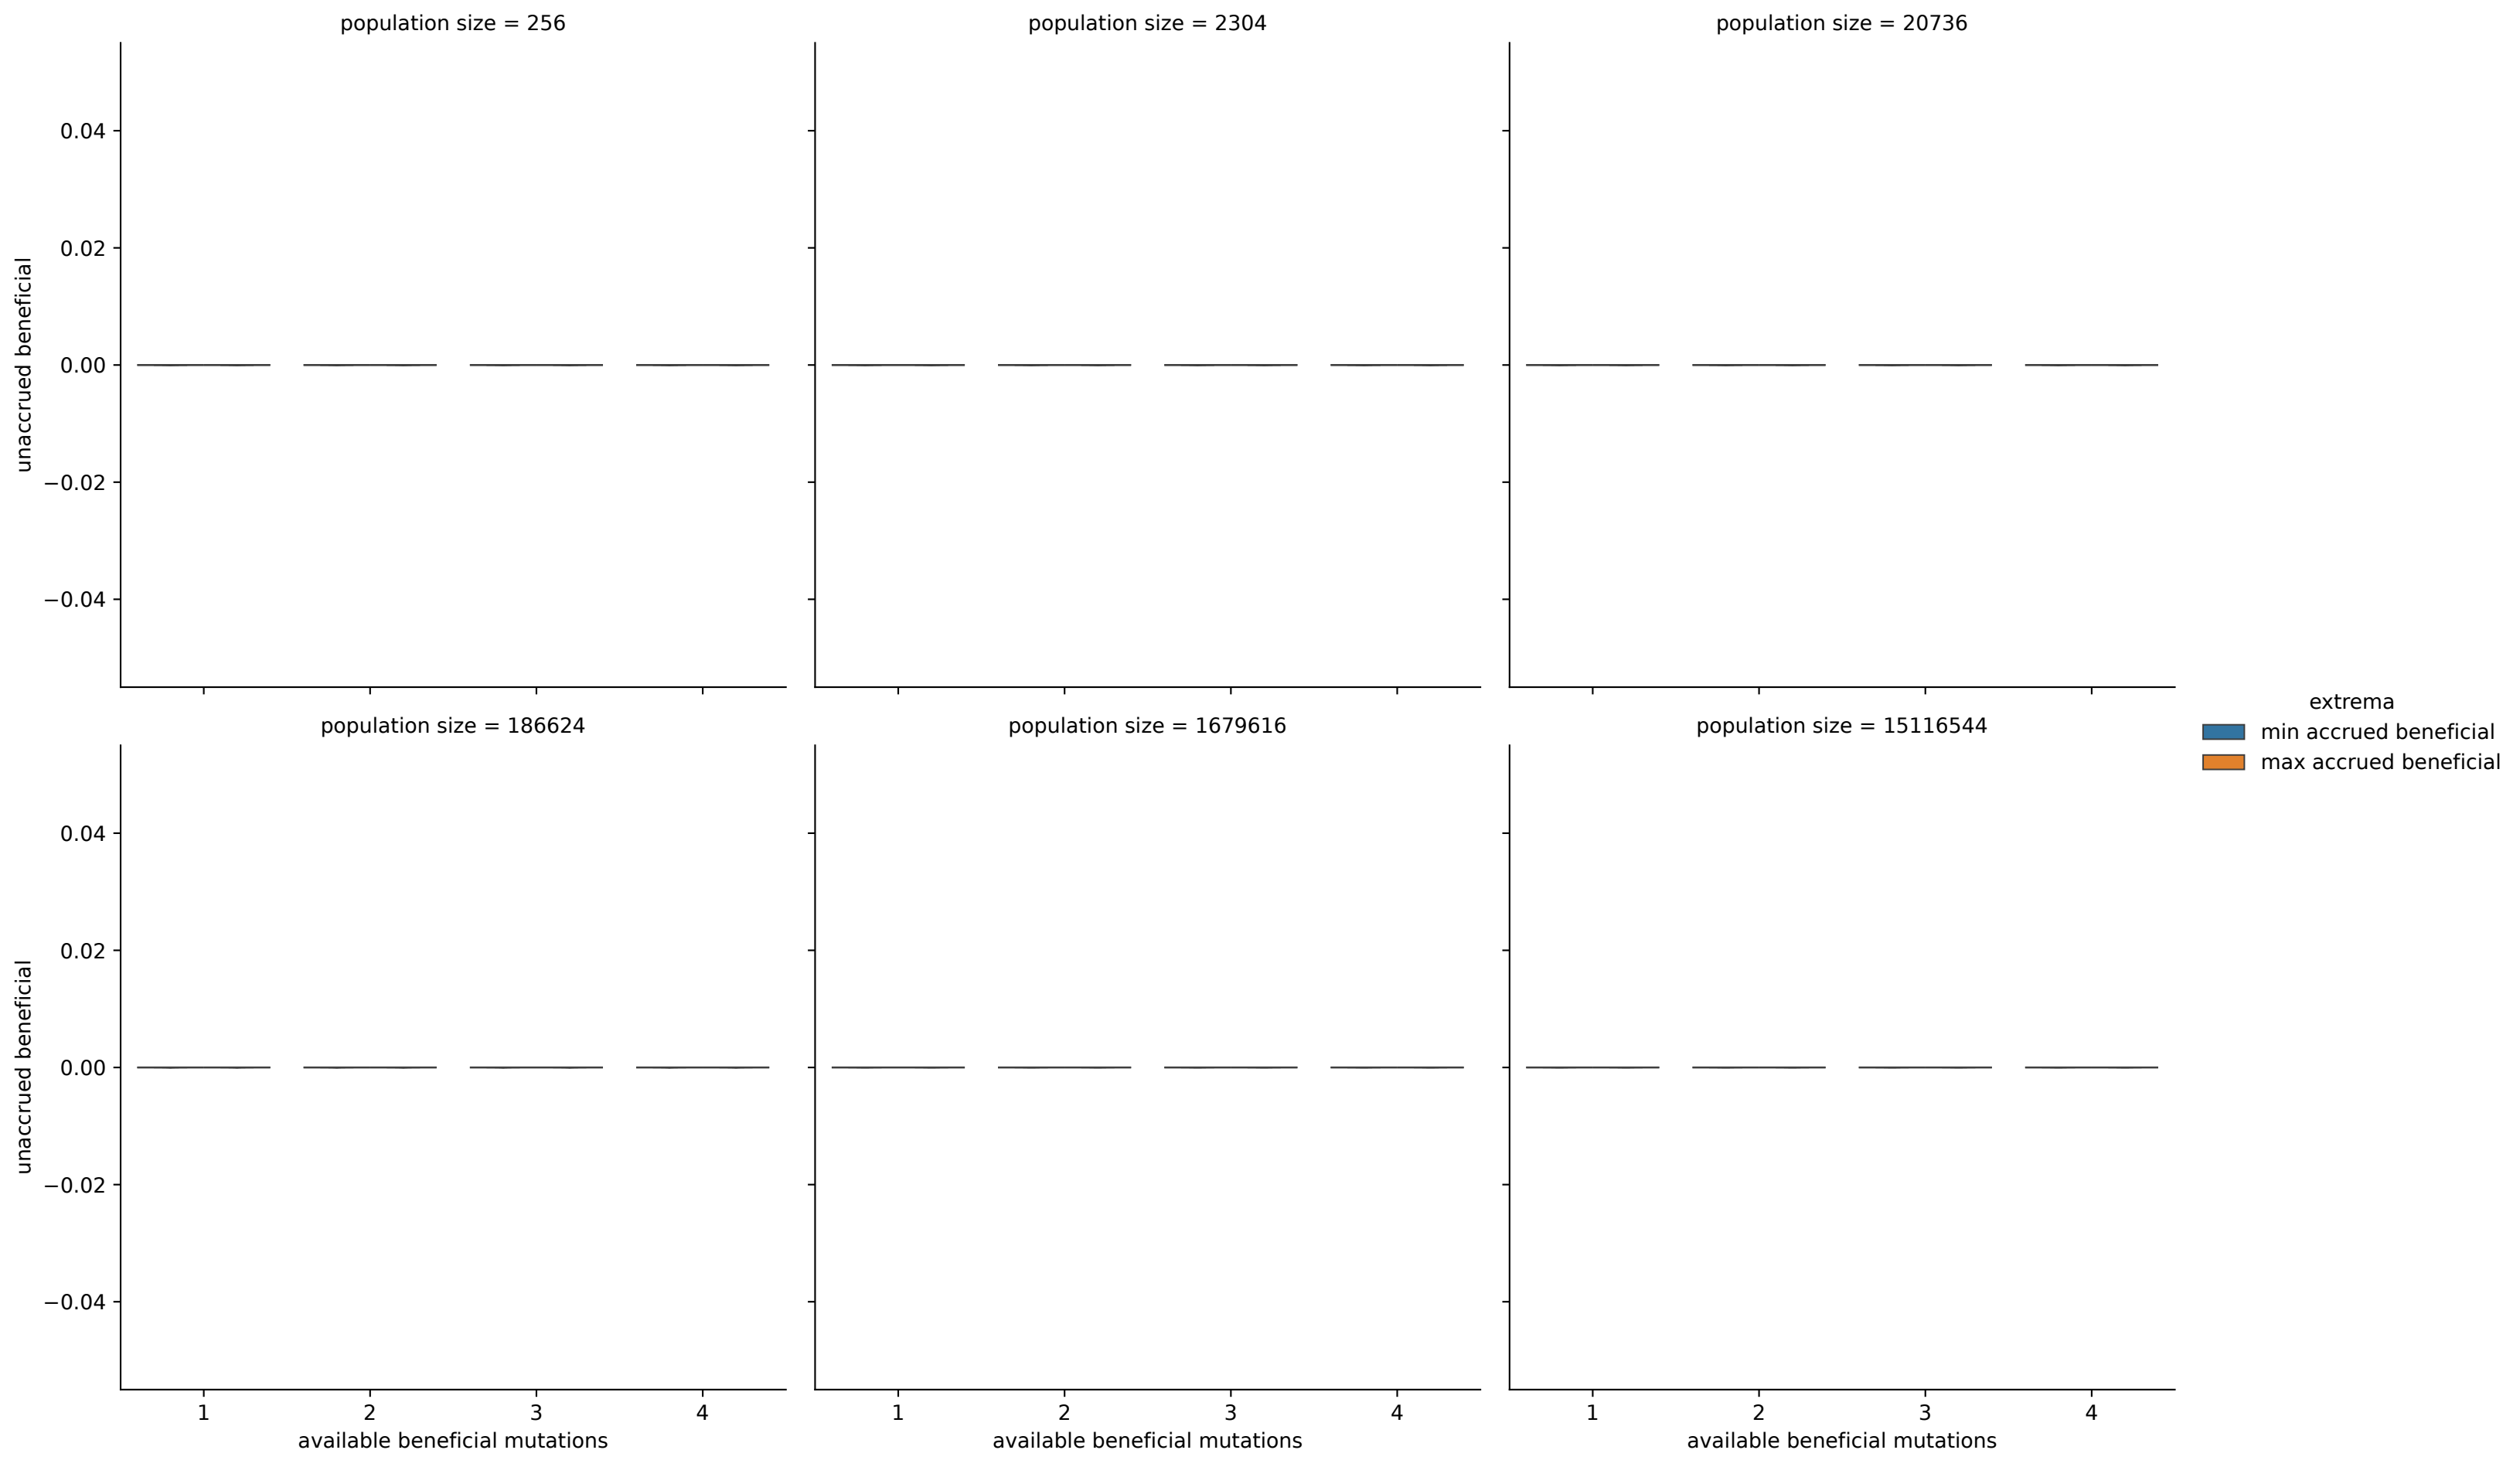 population size = 256
population size = 2304
population size = 20736
0.04
0.02
0.00
−0.02
−0.04
unaccrued beneficial
population size = 186624
population size = 1679616
population size = 15116544
extrema
min accrued beneficial
max accrued beneficial
0.04
0.02
0.00
−0.02
−0.04
unaccrued beneficial
1 2 3 4
1 2 3 4
1 2 3 4
available beneficial mutations
available beneficial mutations
available beneficial mutations